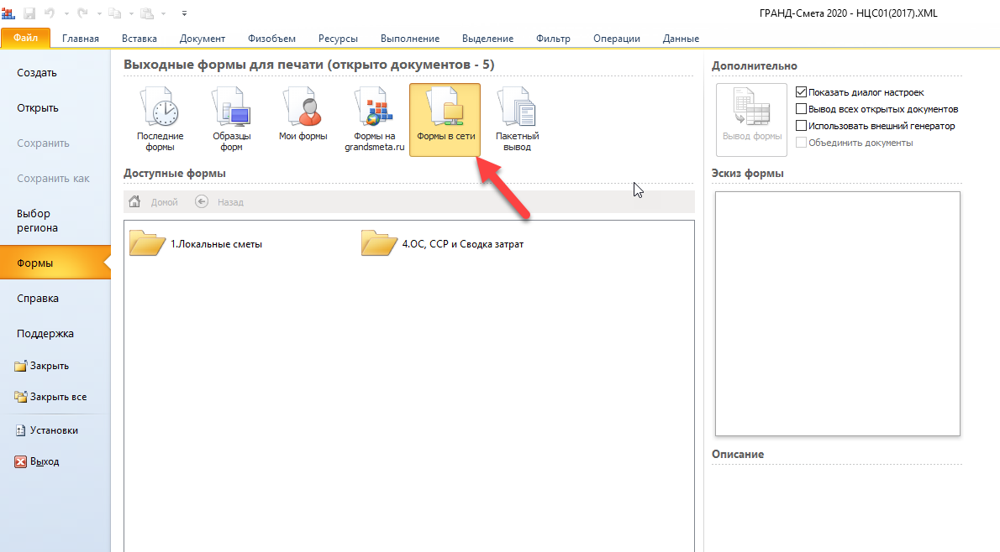 ГРАНД-Смета 2020 - НЦС01(2017).XML
Файл
Главная
Вставка
Документ
Физобъем
Ресурсы
Выполнение
Выделение
Фильтр
Операции
Данные
Создать
Открыть
Сохранить
Сохранить как
Выбор
региона
Формы
Справка
Поддержка
Закрыть
Закрыть все
Установки
Выход
Выходные формы для печати (открыто документов - 5)
Последние
формы
Образцы
форм
Мои формы
Формы на
grandsmeta.ru
Формы в сети
Пакетный
вывод
Доступные формы
Домой
Назад
1.Локальные сметы
4.ОС, ССР и Сводка затрат
Дополнительно
Вывод формы
Показать диалог настроек
Вывод всех открытых документов
Использовать внешний генератор
Объединить документы
Эскиз формы
Описание